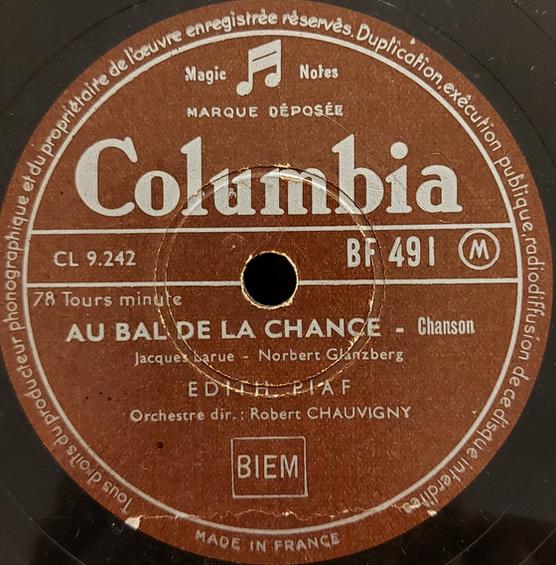 Tous droits du producteur phonographique et du propriétaire de l'œuvre enregistrée réservés. Duplication, exécution publique, radiodiffusion de ce disque interdites
Magic Notes
MARQUE DÉPOSÉE
Columbia
CL 9.242 BF 491 M
78 Tours minute
AU BAL DE LA CHANCE - Chanson
Jacques Larue - Norbert Glanzberg
EDITH PIAF
Orchestre dir. : Robert CHAUVIGNY
BIEM
MADE IN FRANCE